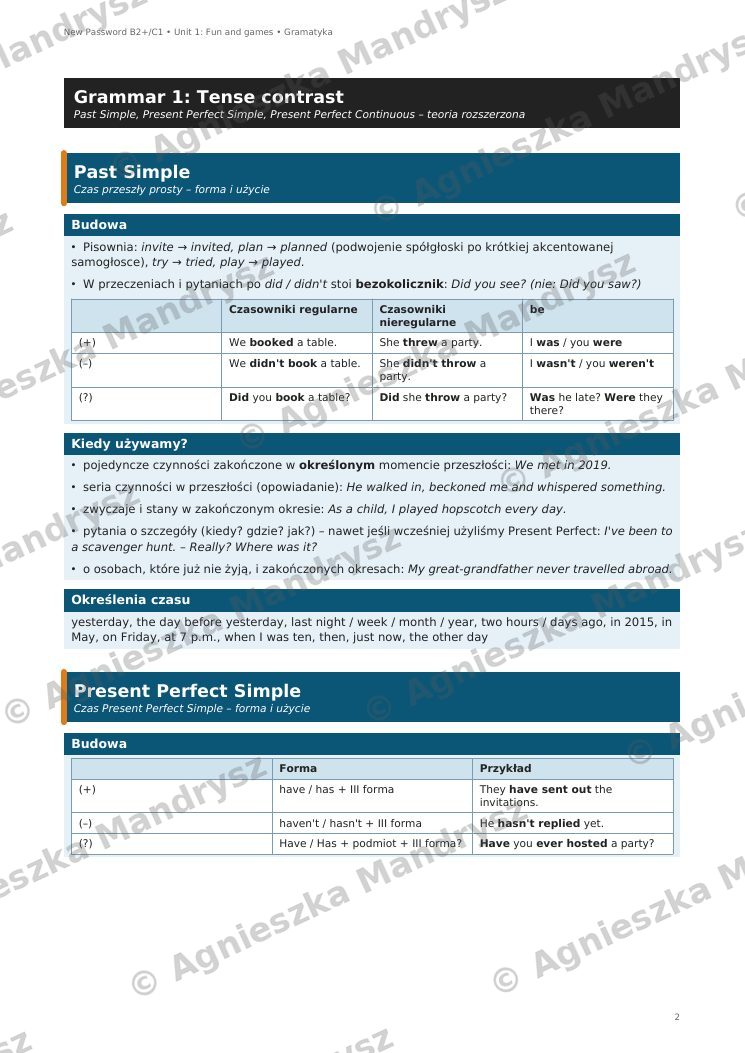 New Password B2+/C1 • Unit 1: Fun and games • Gramatyka
Grammar 1: Tense contrast
Past Simple, Present Perfect Simple, Present Perfect Continuous – teoria rozszerzona
Past Simple
Czas przeszły prosty – forma i użycie
Budowa
• Pisownia: invite → invited, plan → planned (podwojenie spółgłoski po krótkiej akcentowanej
samogłosce), try → tried, play → played.
• W przeczeniach i pytaniach po did / didn't stoi bezokolicznik: Did you see? (nie: Did you saw?)
Czasowniki regularne Czasowniki be
nieregularne
(+) We booked a table. She threw a party. I was / you were
(–) We didn't book a table. She didn't throw a I wasn't / you weren't
party.
(?) Did you book a table? Did she throw a party? Was he late? Were they
there?
Kiedy używamy?
• pojedyncze czynności zakończone w określonym momencie przeszłości: We met in 2019.
• seria czynności w przeszłości (opowiadanie): He walked in, beckoned me and whispered something.
• zwyczaje i stany w zakończonym okresie: As a child, I played hopscotch every day.
• pytania o szczegóły (kiedy? gdzie? jak?) – nawet jeśli wcześniej użyliśmy Present Perfect: I've been to
a scavenger hunt. – Really? Where was it?
• o osobach, które już nie żyją, i zakończonych okresach: My great-grandfather never travelled abroad.
Określenia czasu
yesterday, the day before yesterday, last night / week / month / year, two hours / days ago, in 2015, in
May, on Friday, at 7 p.m., when I was ten, then, just now, the other day
Present Perfect Simple
Czas Present Perfect Simple – forma i użycie
Budowa
Forma Przykład
(+) have / has + III forma They have sent out the
invitations.
(–) haven't / hasn't + III forma He hasn't replied yet.
(?) Have / Has + podmiot + III forma? Have you ever hosted a party?
2
© Agnieszka Mandrysz